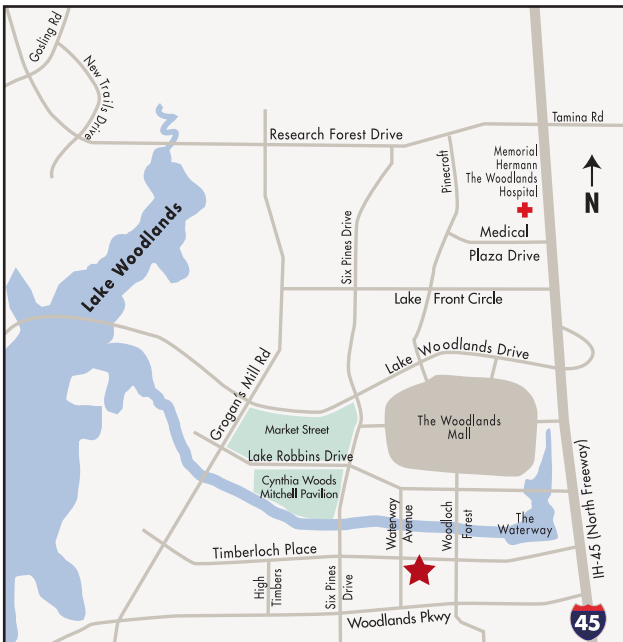 Gosling Rd
New Trails Drive
Research Forest Drive
Tamina Rd
Memorial
Hermann
The Woodlands
Hospital
Pinecroft
N
Medical
Plaza Drive
Lake Woodlands
Six Pines Drive
Lake Front Circle
Lake Woodlands Drive
Grogan's Mill Rd
Market Street
The Woodlands
Mall
Lake Robbins Drive
Cynthia Woods
Mitchell Pavilion
Waterway
Avenue
Woodloch
Forest
The
Waterway
IH-45 (North Freeway)
Timberloch Place
High
Timbers
Six Pines
Drive
Woodlands Pkwy
45